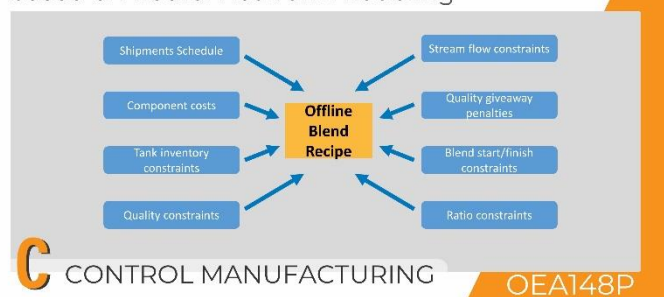 Shipments Schedule
Component costs
Tank inventory
constraints
Quality constraints
Offline
Blend
Recipe
Stream flow constraints
Quality giveaway
penalties
Blend start/finish
constraints
Ratio constraints
C CONTROL MANUFACTURING
OEA148P